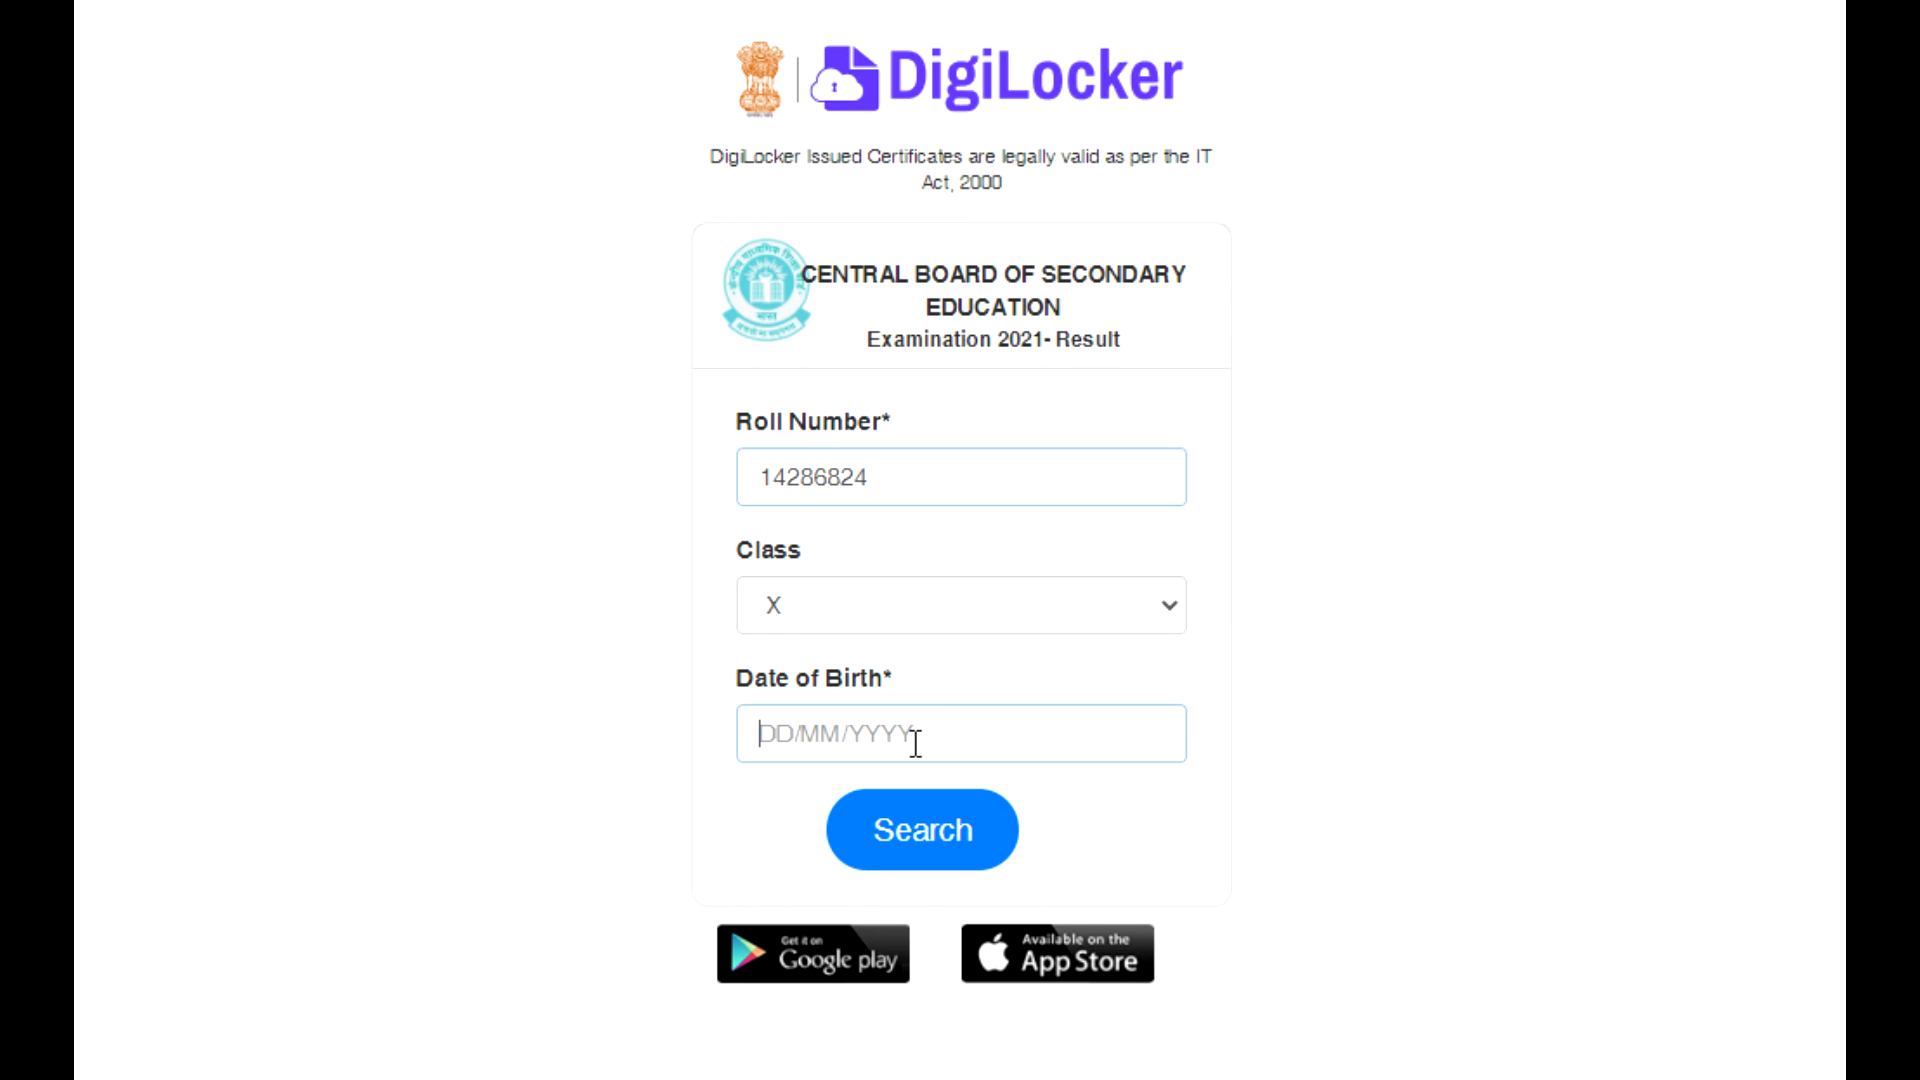 DigiLocker
DigiLocker Issued Certificates are legally valid as per the IT
Act, 2000
CENTRAL BOARD OF SECONDARY
EDUCATION
Examination 2021- Result
भारत
Roll Number*
14286824
Class
X
Date of Birth*
DD/MM/YYYY
Search
Get it on
Google play
Available on the
App Store